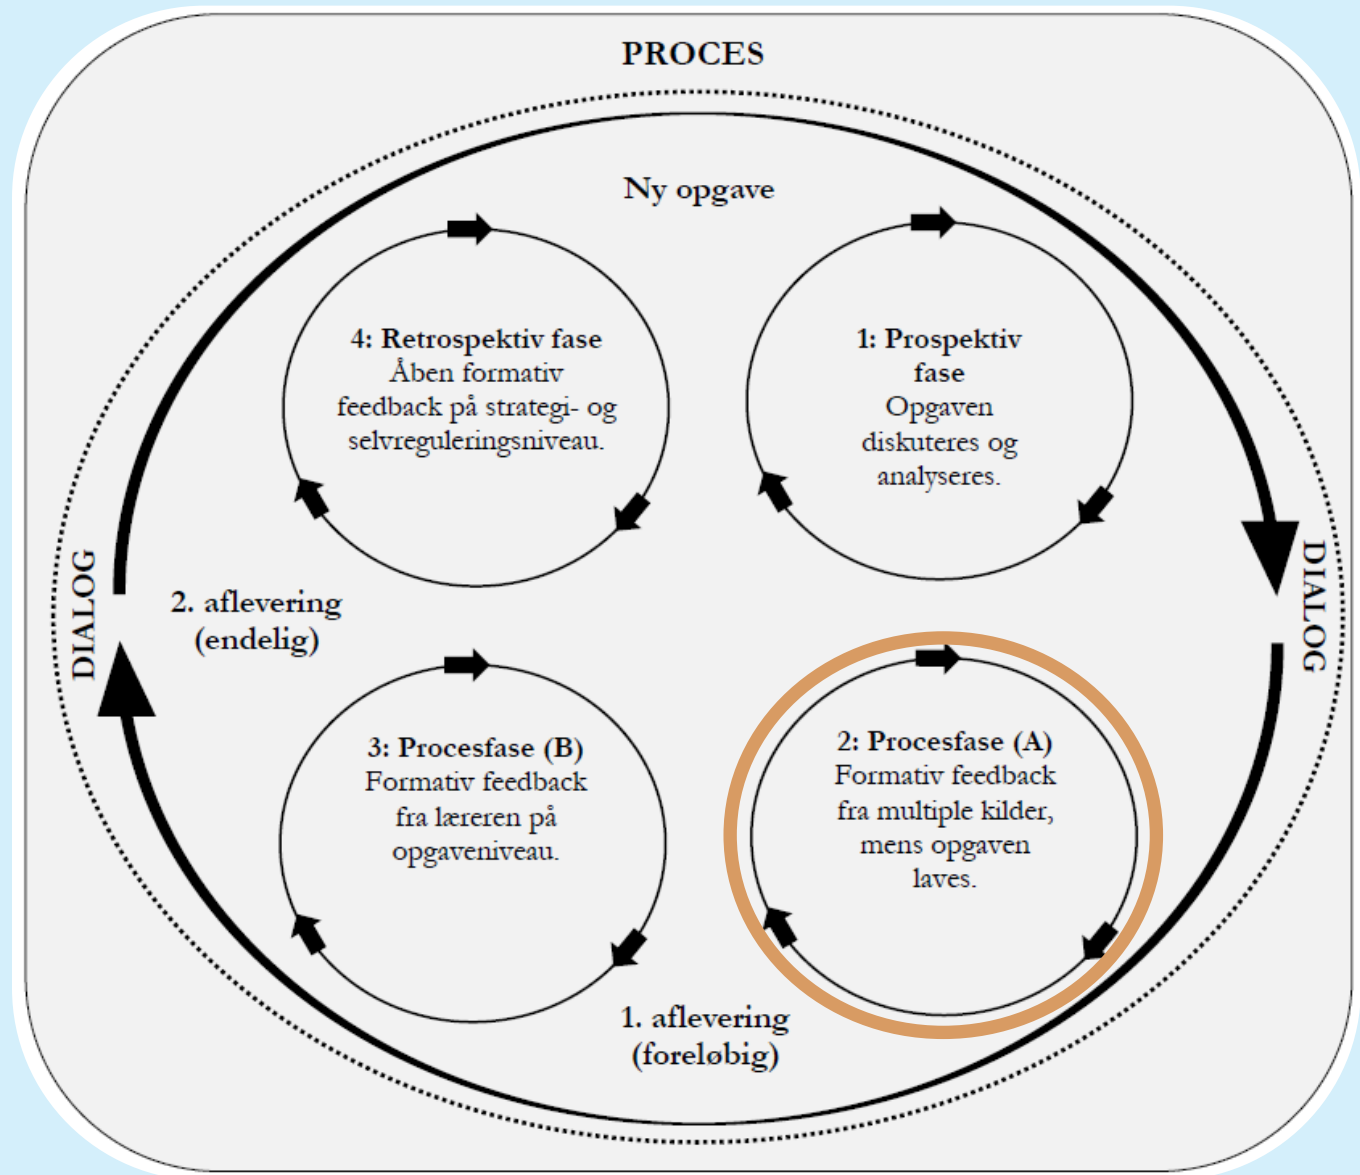 PROCES
Ny opgave
4: Retrospektiv fase
Åben formativ
feedback på strategi- og
selvreguleringsniveau.
1: Prospektiv
fase
Opgaven
diskuteres og
analyseres.
DIALOG
DIALOG
2. aflevering
(endelig)
3: Procesfase (B)
Formativ feedback
fra læreren på
opgaveniveau.
2: Procesfase (A)
Formativ feedback
fra multiple kilder,
mens opgaven
laves.
1. aflevering
(foreløbig)